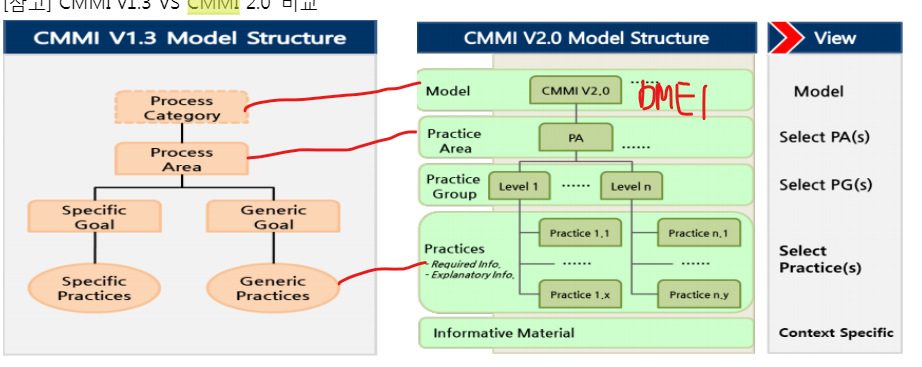 [참고] CMMI V1.3 VS CMMI 2.0 비교
CMMI V1.3 Model Structure
Process
Category
Process
Area
Specific
Goal
Generic
Goal
Specific
Practices
Generic
Practices
CMMI V2.0 Model Structure
Model
CMMI V2.0
......
Practice
Area
PA
......
Practice
Group
Level 1
......
Level n
Practices
- Required Info.
- Explanatory Info.
Practice 1.1
......
Practice 1.x
Practice n.1
......
Practice n.y
Informative Material
View
Model
Select PA(s)
Select PG(s)
Select
Practice(s)
Context Specific